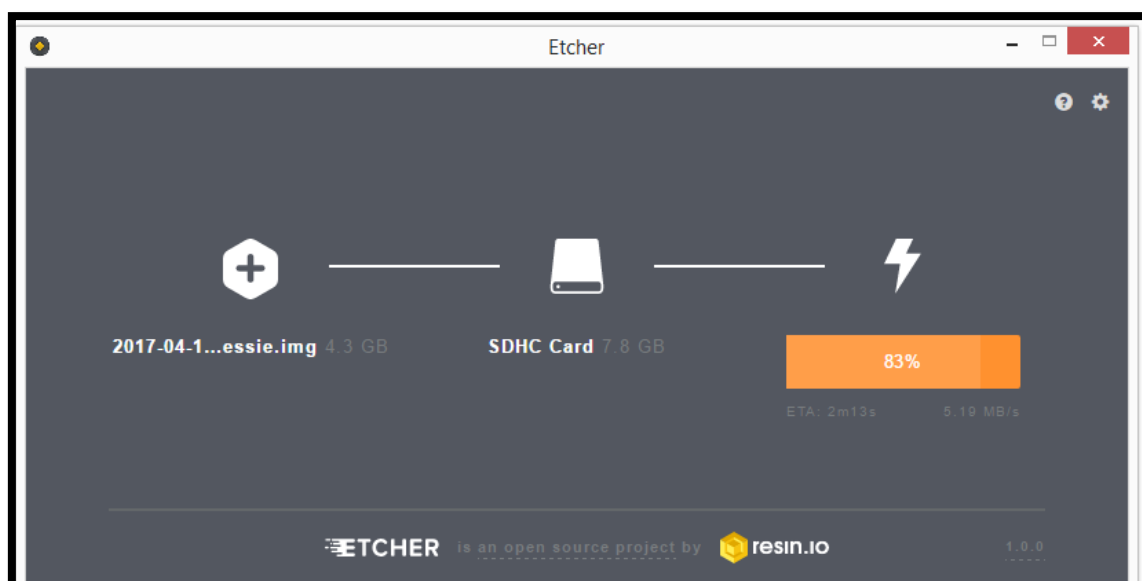 Etcher
2017-04-1...essie.img 4.3 GB
SDHC Card 7.8 GB
83%
ETA: 2m13s 5.19 MB/s
ETCHER is an open source project by resin.io 1.0.0